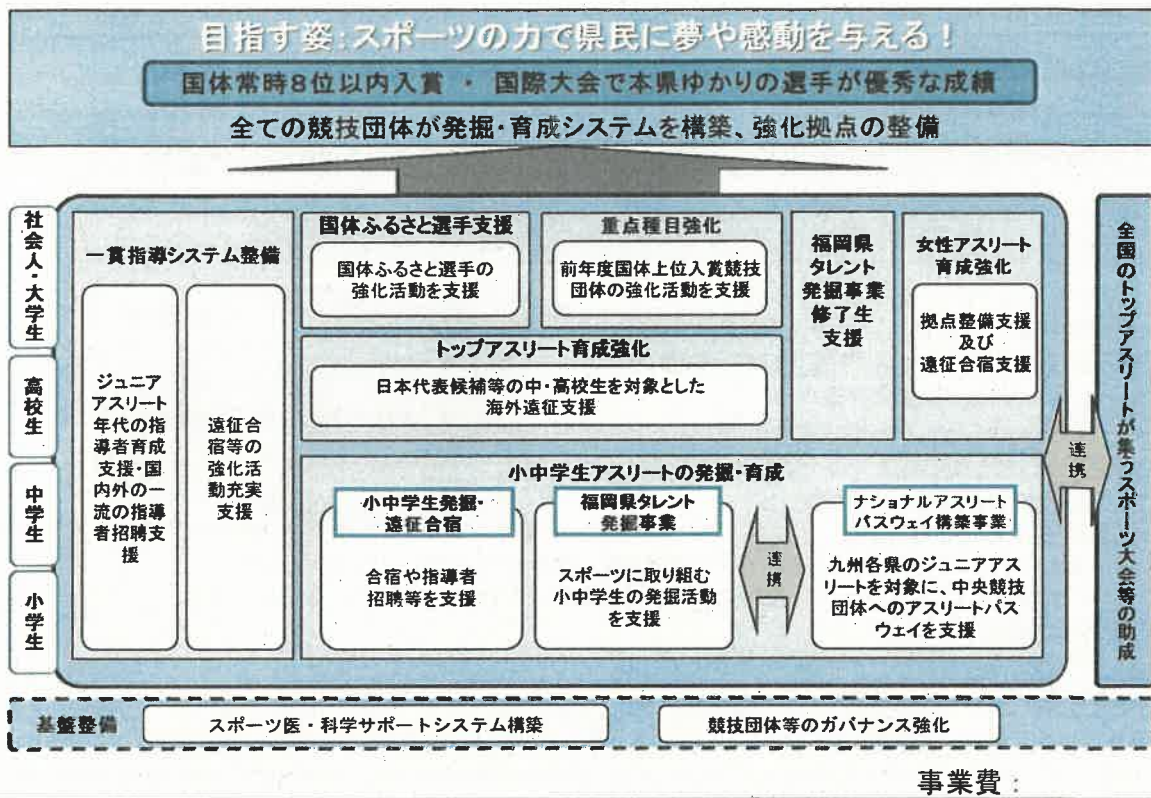 目指す姿:スポーツの力で県民に夢や感動を与える!
国体常時8位以内入賞 ・ 国際大会で本県ゆかりの選手が優秀な成績
全ての競技団体が発掘・育成システムを構築、強化拠点の整備
社会人・大学生
高校生
中学生
小学生
一貫指導システム整備
ジュニア
アスリート
年代の指
導者育成
支援・国
内外の一
流の指導
者招聘支
援
遠征合
宿等の
強化活
動充実
支援
国体ふるさと選手支援
国体ふるさと選手の
強化活動を支援
重点種目強化
前年度国体上位入賞競技
団体の強化活動を支援
福岡県
タレント
発掘事業
修了生
支援
女性アスリート
育成強化
拠点整備支援
及び
遠征合宿支援
トップアスリート育成強化
日本代表候補等の中・高校生を対象とした
海外遠征支援
小中学生アスリートの発掘・育成
小中学生発掘・
遠征合宿
合宿や指導者
招聘等を支援
福岡県タレント
発掘事業
スポーツに取り組む
小中学生の発掘活動
を支援
連携
ナショナルアスリート
パスウェイ構築事業
九州各県のジュニアアス
リートを対象に、中央競技
団体へのアスリートパス
ウェイを支援
連携
全国のトップアスリートが集うスポーツ大会等の助成
基盤整備
スポーツ医・科学サポートシステム構築
競技団体等のガバナンス強化
事業費: